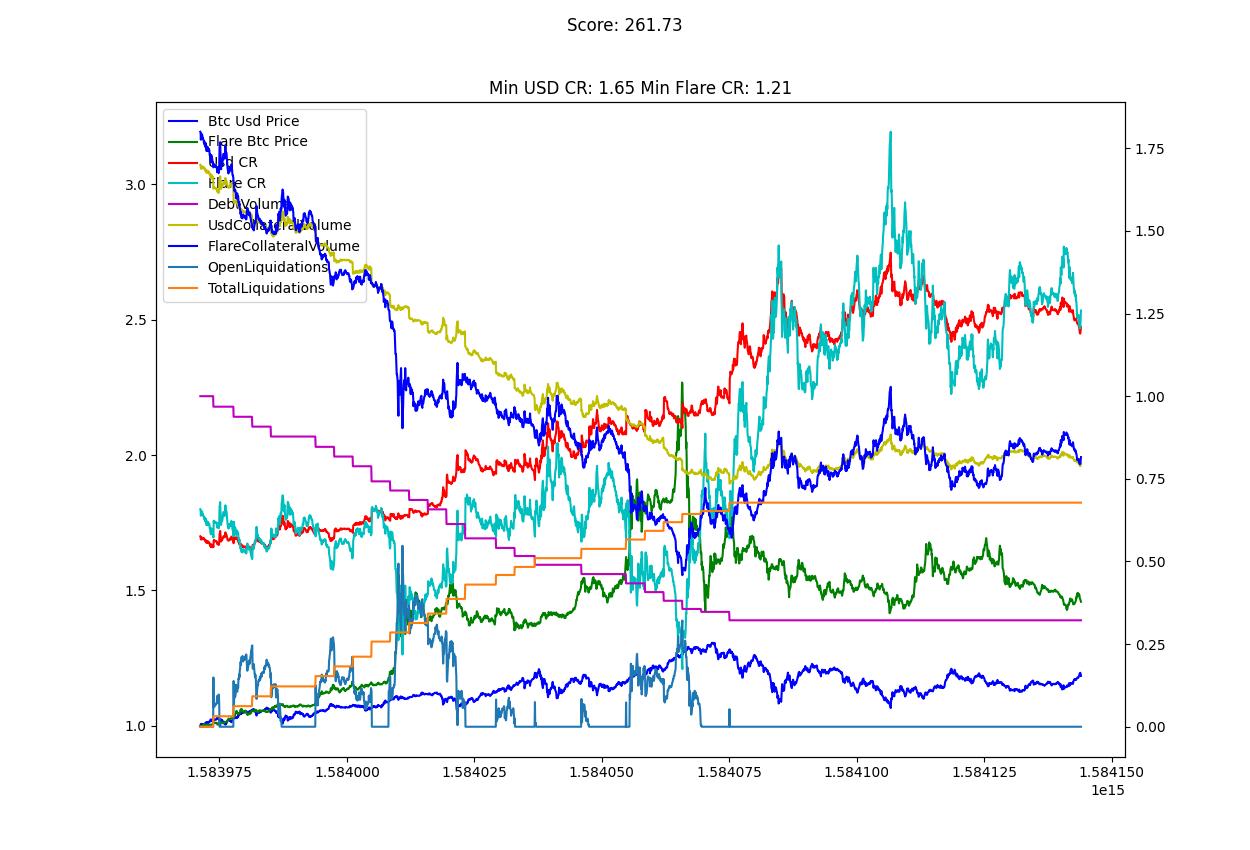 Score: 261.73
Min USD CR: 1.65 Min Flare CR: 1.21
Btc Usd Price
Flare Btc Price
Usd CR
Flare CR
DebtVolume
UsdCollateralVolume
FlareCollateralVolume
OpenLiquidations
TotalLiquidations
3.0
2.5
2.0
1.5
1.0
1.75
1.50
1.25
1.00
0.75
0.50
0.25
0.00
1.583975 1.584000 1.584025 1.584050 1.584075 1.584100 1.584125 1.584150
1e15